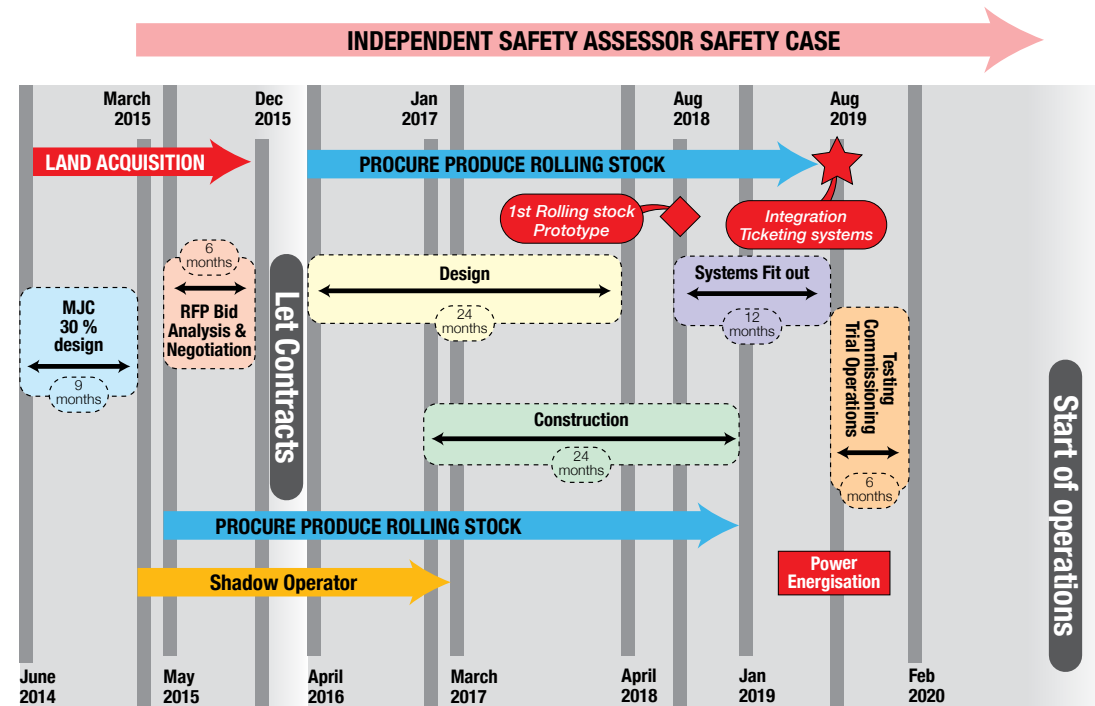 INDEPENDENT SAFETY ASSESSOR SAFETY CASE
March
2015
Dec
2015
Jan
2017
Aug
2018
Aug
2019
LAND ACQUISITION
PROCURE PRODUCE ROLLING STOCK
1st Rolling stock
Prototype
Integration
Ticketing systems
6
months
RFP Bid
Analysis &
Negotiation
Let Contracts
Design
24
months
Systems Fit out
12
months
MJC
30 %
design
9
months
Testing
Commissioning
Trial Operations
6
months
Construction
24
months
Start of operations
PROCURE PRODUCE ROLLING STOCK
Shadow Operator
Power
Energisation
June
2014
May
2015
April
2016
March
2017
April
2018
Jan
2019
Feb
2020